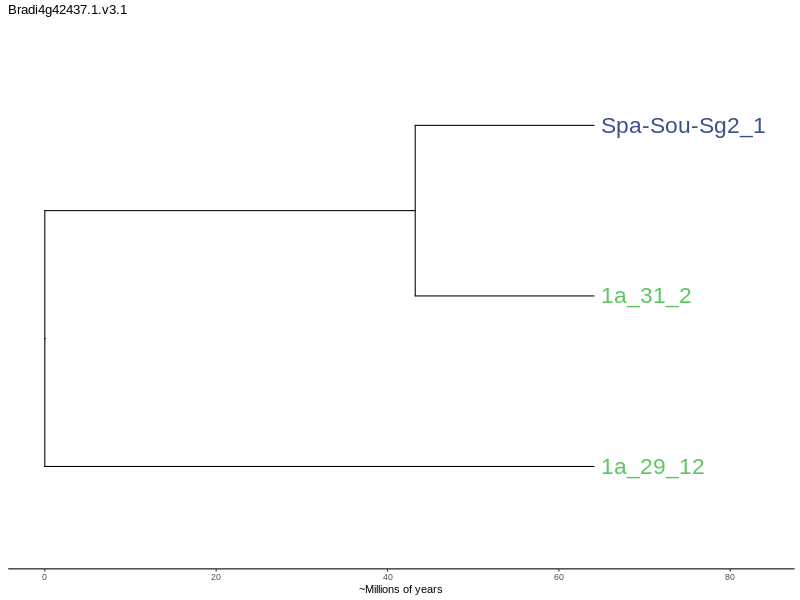 Bradi4g42437.1.v3.1
Spa-Sou-Sg2_1
1a_31_2
1a_29_12
0 20 40 60 80
~Millions of years